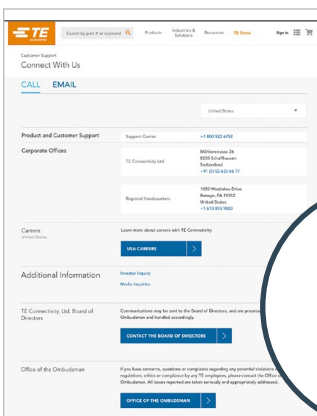 TE
Search by part # or keyword
Products
Industries &
Solutions
Resources
TE Store
Sign in
Customer Support
Connect With Us
CALL
EMAIL
United States
Product and Customer Support
Support Center
+1 800 522 6752
Corporate Offices
TE Connectivity Ltd.
Mühlenstrasse 26
8200 Schaffhausen
Switzerland
+41 (0) 52 633 66 77
Regional Headquarters
1050 Westlakes Drive
Berwyn, PA 19312
United States
+1 610 893 9800
Careers
United States
Learn more about careers with TE Connectivity.
USA CAREERS
Additional Information
Investor Inquiry
Media Inquiries
TE Connectivity Ltd. Board of
Directors
Communications may be sent to the Board of Directors, and are
Ombudsman and handled accordingly.
CONTACT THE BOARD OF DIRECTORS
Office of the Ombudsman
If you have concerns, questions or complaints regarding any potential violations
regulations, ethics or compliance by any TE employees, please contact the Office
Ombudsman. All issues reported are taken seriously and appropriately addressed.
OFFICE OF THE OMBUDSMAN